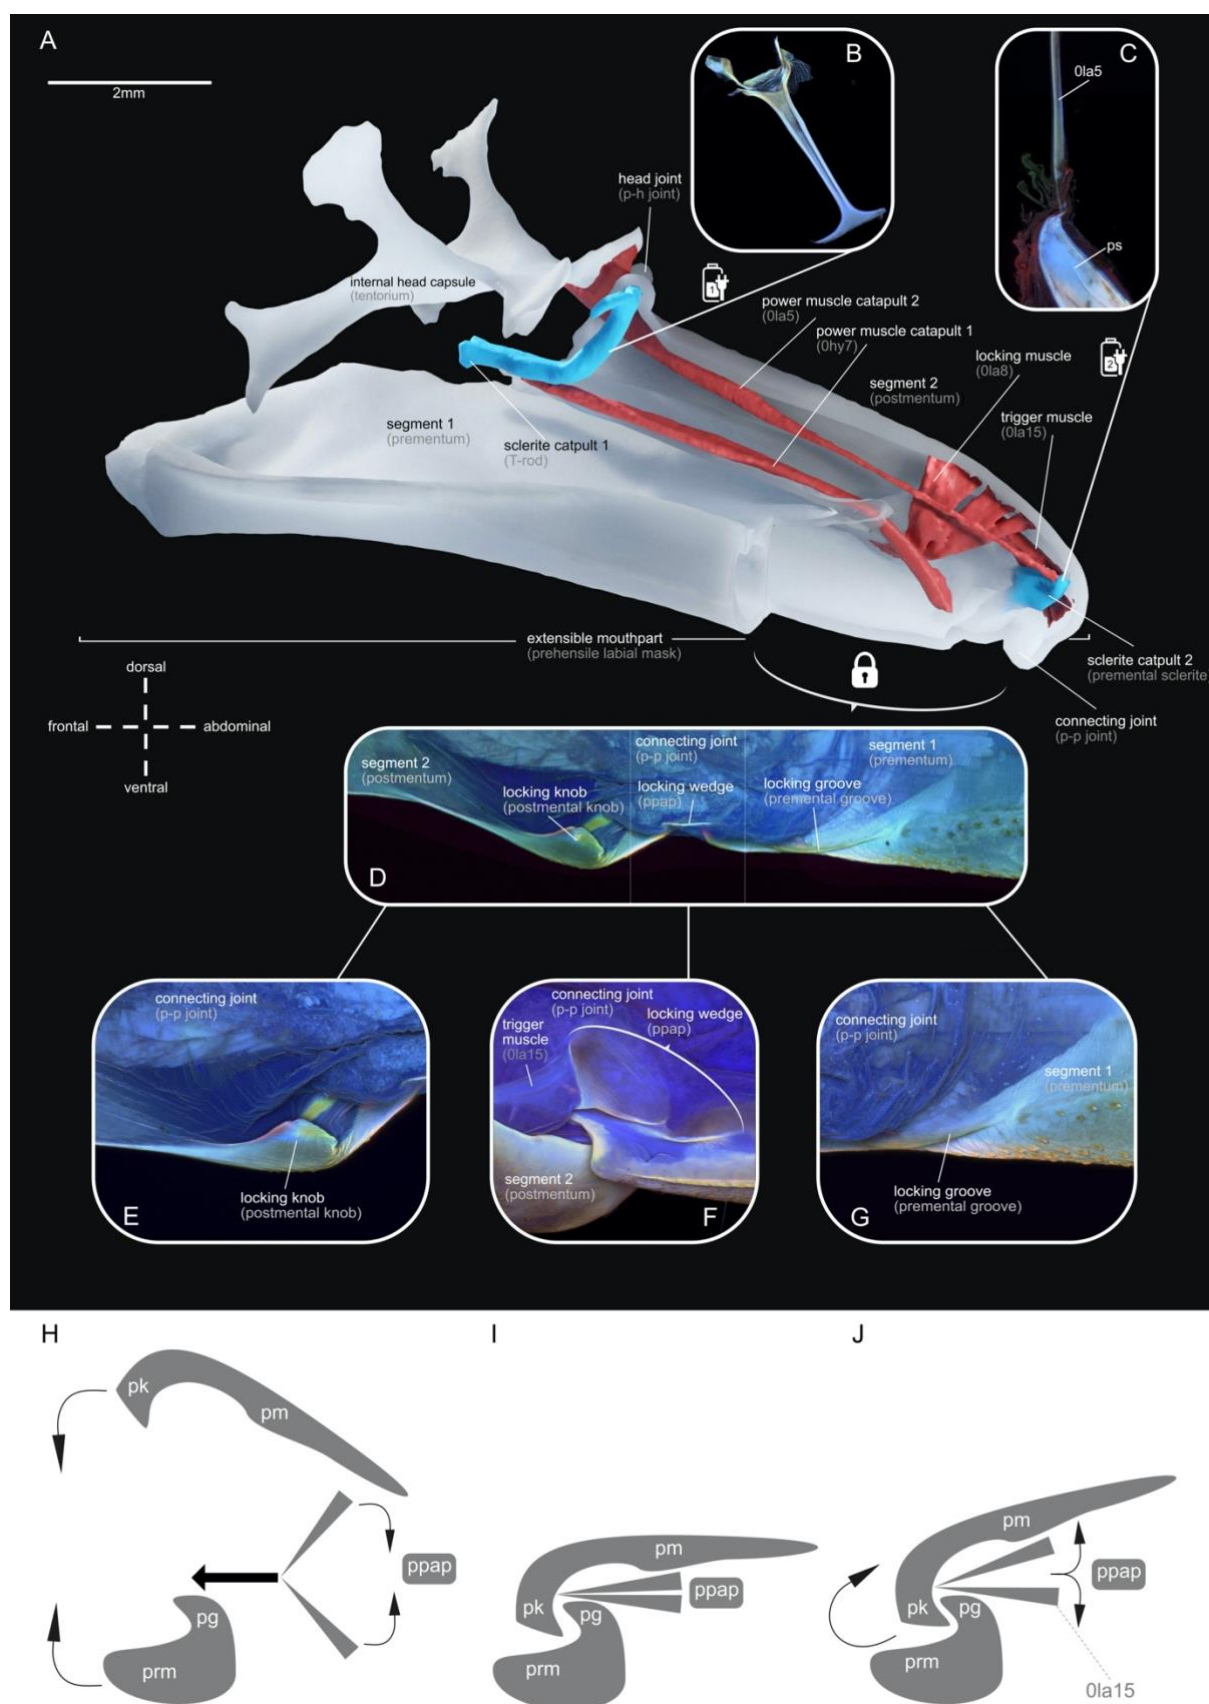 A
2mm
B
C
0la5
ps
head joint
(p-h joint)
1
internal head capsule
(tentorium)
power muscle catapult 2
(0la5)
power muscle catapult 1
(0hy7)
locking muscle
(0la8)
2
segment 2
(postmentum)
trigger muscle
(0la15)
segment 1
(prementum)
sclerite catpult 1
(T-rod)
extensible mouthpart
(prehensile labial mask)
sclerite catpult 2
(premental sclerite)
connecting joint
(p-p joint)
dorsal
frontal
abdominal
ventral
segment 2
(postmentum)
connecting joint
(p-p joint)
segment 1
(prementum)
locking knob
(postmental knob)
locking wedge
(ppap)
locking groove
(premental groove)
D
connecting joint
(p-p joint)
locking knob
(postmental knob)
E
connecting joint
(p-p joint)
locking wedge
(ppap)
trigger
muscle
(0la15)
segment 2
(postmentum)
F
connecting joint
(p-p joint)
segment 1
(prementum)
locking groove
(premental groove)
G
H
pk
pm
ppap
pg
prm
I
pm
ppap
pk
pg
prm
J
pm
ppap
pk
pg
prm
0la15